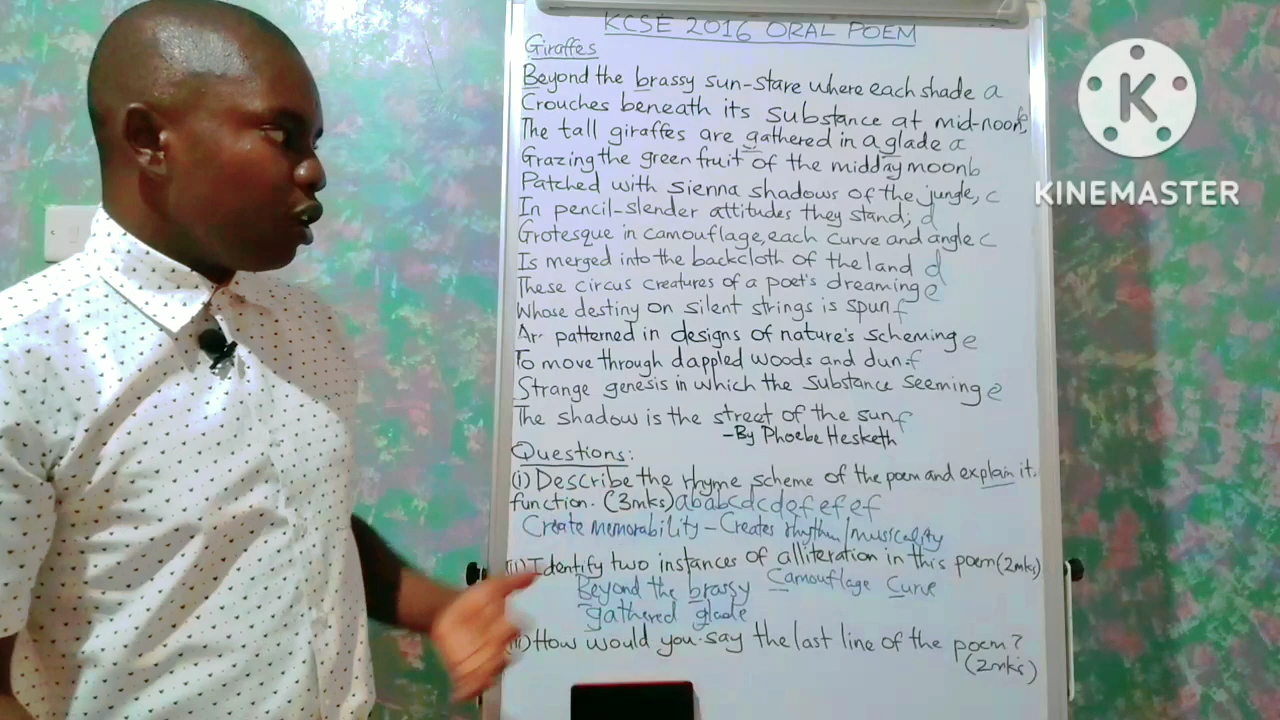 KCSE 2016 ORAL POEM
Giraffes
Beyond the brassy sun-stare where each shade a
Crouches beneath its substance at mid-noon,
The tall giraffes are gathered in a glade a
Grazing the green fruit of the midday moon b
Patched with sienna shadows of the jungle, c
In pencil-slender attitudes they stand; d
Grotesque in camouflage, each curve and angle c
Is merged into the backcloth of the land d
These circus creatures of a poet's dreaming e
Whose destiny on silent strings is spun f
Ar patterned in designs of nature's scheming e
To move through dappled woods and dun. f
Strange genesis in which the substance seeming e
The shadow is the street of the sun f
-By Phoebe Hesketh
Questions:
(i) Describe the rhyme scheme of the poem and explain it.
function. (3mks) ababcdcdefefef
Create memorability - Creates rhythm/musicality
(ii) Identify two instances of alliteration in this poem (2mks)
Beyond the brassy Camouflage Curve
gathered glade
(iii) How would you say the last line of the poem?
(2mks)
K
KINEMASTER